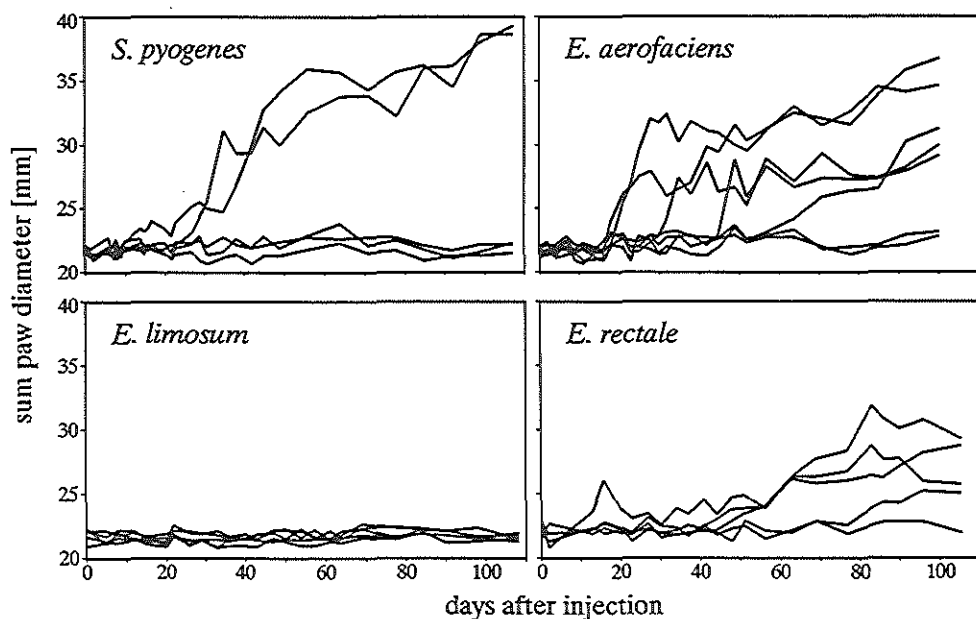 40
35
30
25
20
S. pyogenes
E. aerofaciens
40
35
30
25
20
E. limosum
E. rectale
sum paw diameter [mm]
0 20 40 60 80 100
0 20 40 60 80 100
days after injection